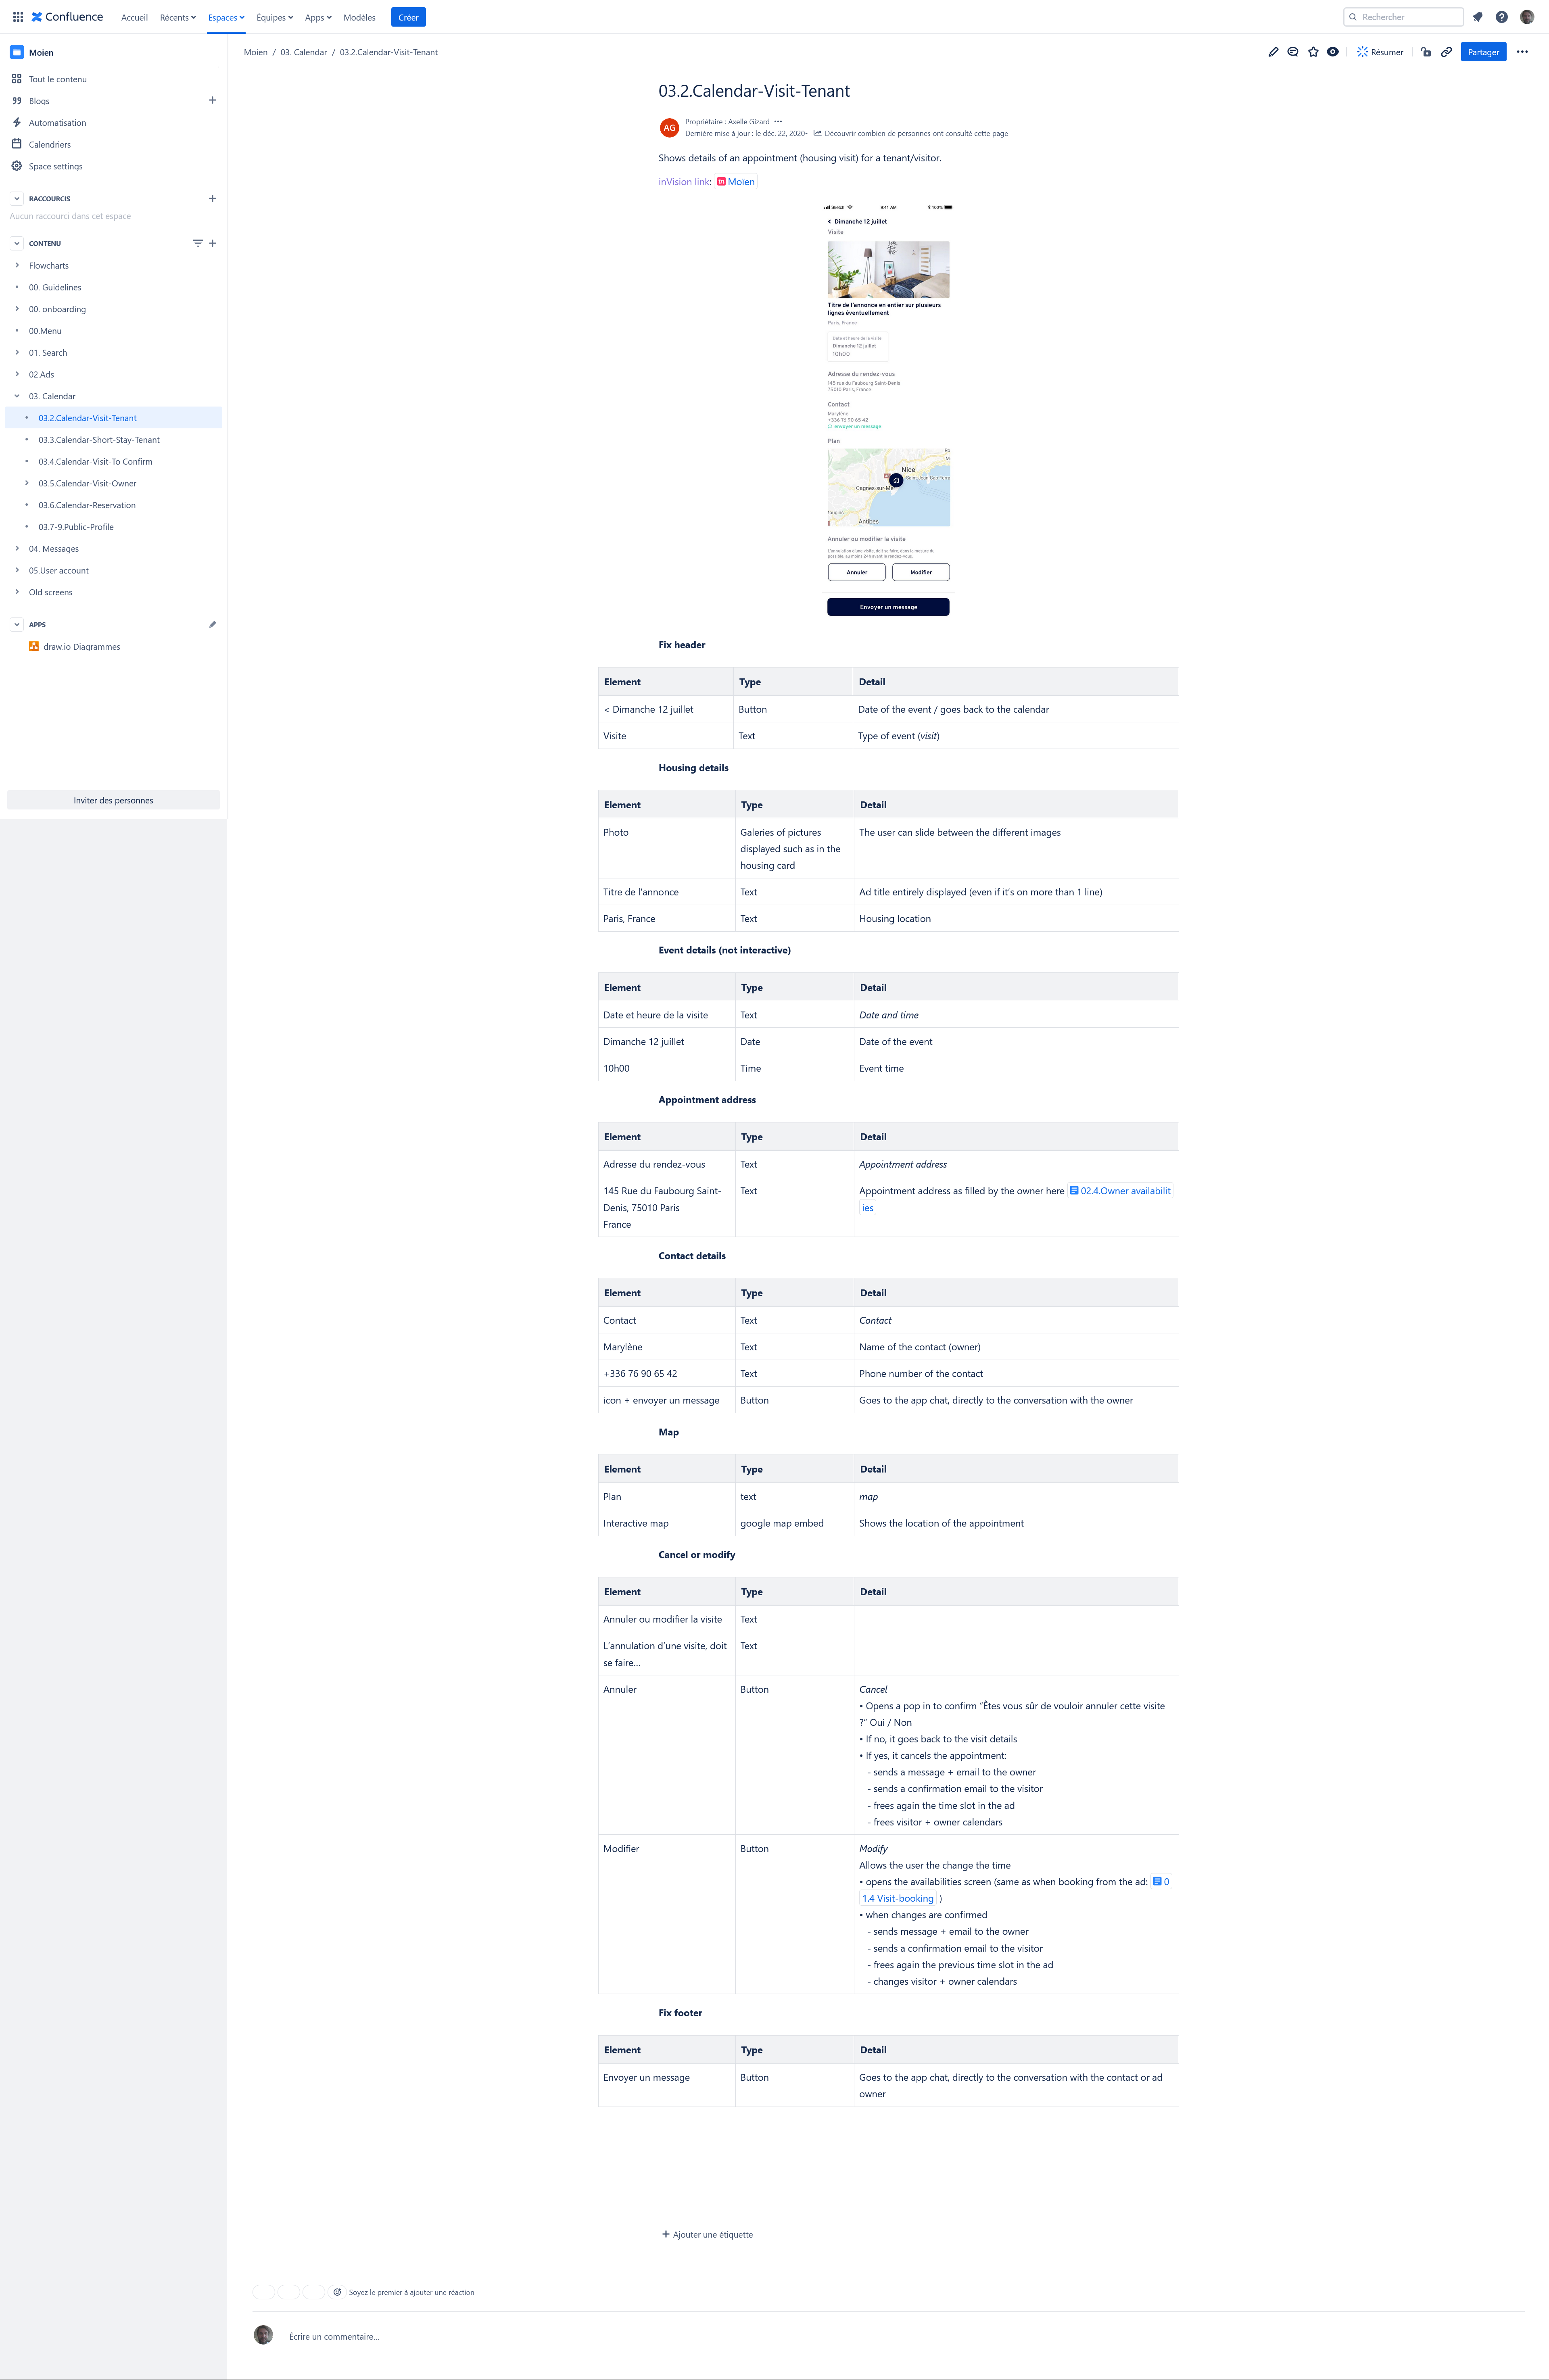 Confluence
Accueil
Récents
Espaces
Équipes
Apps
Modèles
Créer
Rechercher
Moien
Tout le contenu
Blogs
Automatisation
Calendriers
Space settings
RACCOURCIS
Aucun raccourci dans cet espace
CONTENU
Flowcharts
00. Guidelines
00. onboarding
00.Menu
01. Search
02.Ads
03. Calendar
03.2.Calendar-Visit-Tenant
03.3.Calendar-Short-Stay-Tenant
03.4.Calendar-Visit-To Confirm
03.5.Calendar-Visit-Owner
03.6.Calendar-Reservation
03.7-9.Public-Profile
04. Messages
05.User account
Old screens
APPS
draw.io Diagrammes
Inviter des personnes
Moien / 03. Calendar / 03.2.Calendar-Visit-Tenant
Résumer
Partager
03.2.Calendar-Visit-Tenant
AG
Propriétaire : Axelle Gizard
Dernière mise à jour : le déc. 22, 2020• Découvrir combien de personnes ont consulté cette page
Shows details of an appointment (housing visit) for a tenant/visitor.
inVision link: in Moïen
Sketch 9:41 AM 100%
< Dimanche 12 juillet
Visite
Titre de l'annonce en entier sur plusieurs
lignes éventuellement
Paris, France
Date et heure de la visite
Dimanche 12 juillet
10h00
Adresse du rendez-vous
145 rue du Faubourg Saint-Denis
75010 Paris, France
Contact
Marylène
+336 76 90 65 42
envoyer un message
Plan
Nice
Saint-Jean-Cap-Ferra
Cagnes-sur-Mer
Mougins
Antibes
Annuler ou modifier la visite
L'annulation d'une visite, doit se faire, dans la mesure du
possible, au moins 24h avant le rendez-vous.
Annuler
Modifier
Envoyer un message
Fix header
Element Type Detail
< Dimanche 12 juillet Button Date of the event / goes back to the calendar
Visite Text Type of event (visit)
Housing details
Element Type Detail
Photo Galeries of pictures The user can slide between the different images
displayed such as in the
housing card
Titre de l'annonce Text Ad title entirely displayed (even if it's on more than 1 line)
Paris, France Text Housing location
Event details (not interactive)
Element Type Detail
Date et heure de la visite Text Date and time
Dimanche 12 juillet Date Date of the event
10h00 Time Event time
Appointment address
Element Type Detail
Adresse du rendez-vous Text Appointment address
145 Rue du Faubourg Saint- Text Appointment address as filled by the owner here 02.4.Owner availabilit
Denis, 75010 Paris ies
France
Contact details
Element Type Detail
Contact Text Contact
Marylène Text Name of the contact (owner)
+336 76 90 65 42 Text Phone number of the contact
icon + envoyer un message Button Goes to the app chat, directly to the conversation with the owner
Map
Element Type Detail
Plan text map
Interactive map google map embed Shows the location of the appointment
Cancel or modify
Element Type Detail
Annuler ou modifier la visite Text
L'annulation d'une visite, doit Text
se faire...
Annuler Button Cancel
• Opens a pop in to confirm "Êtes vous sûr de vouloir annuler cette visite
?" Oui / Non
• If no, it goes back to the visit details
• If yes, it cancels the appointment:
- sends a message + email to the owner
- sends a confirmation email to the visitor
- frees again the time slot in the ad
- frees visitor + owner calendars
Modifier Button Modify
Allows the user the change the time
• opens the availabilities screen (same as when booking from the ad: 0
1.4 Visit-booking )
• when changes are confirmed
- sends message + email to the owner
- sends a confirmation email to the visitor
- frees again the previous time slot in the ad
- changes visitor + owner calendars
Fix footer
Element Type Detail
Envoyer un message Button Goes to the app chat, directly to the conversation with the contact or ad
owner
Ajouter une étiquette
Soyez le premier à ajouter une réaction
Écrire un commentaire...